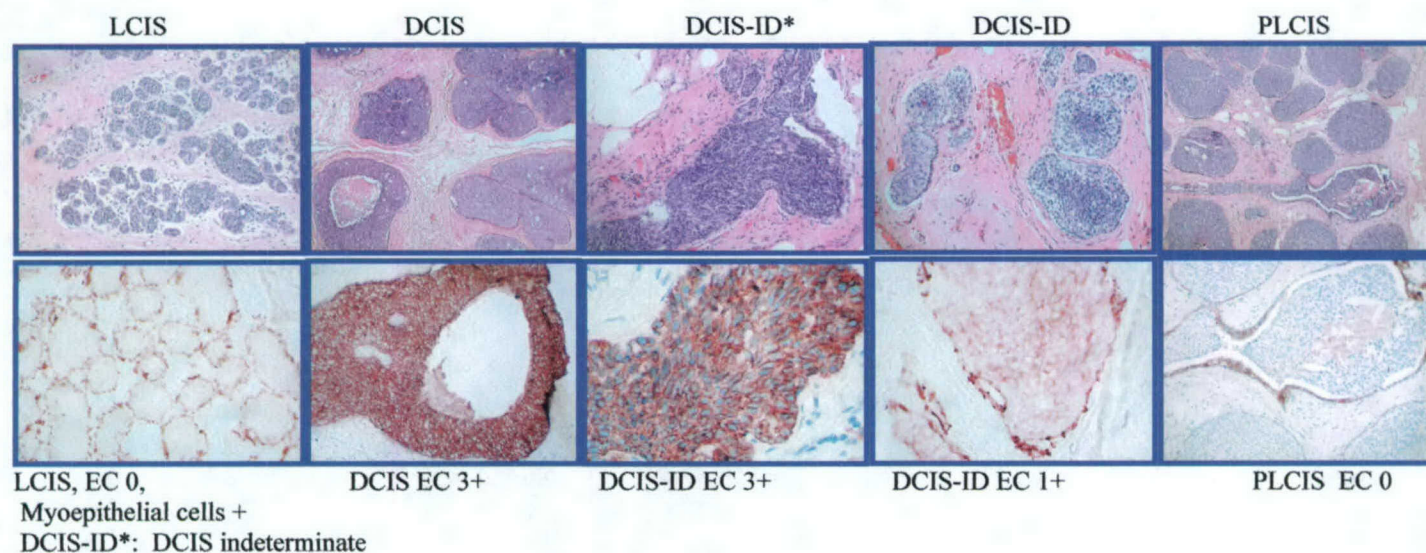 LCIS DCIS DCIS-ID* DCIS-ID PLCIS
LCIS, EC 0, DCIS EC 3+ DCIS-ID EC 3+ DCIS-ID EC 1+ PLCIS EC 0
Myoepithelial cells +
DCIS-ID*: DCIS indeterminate